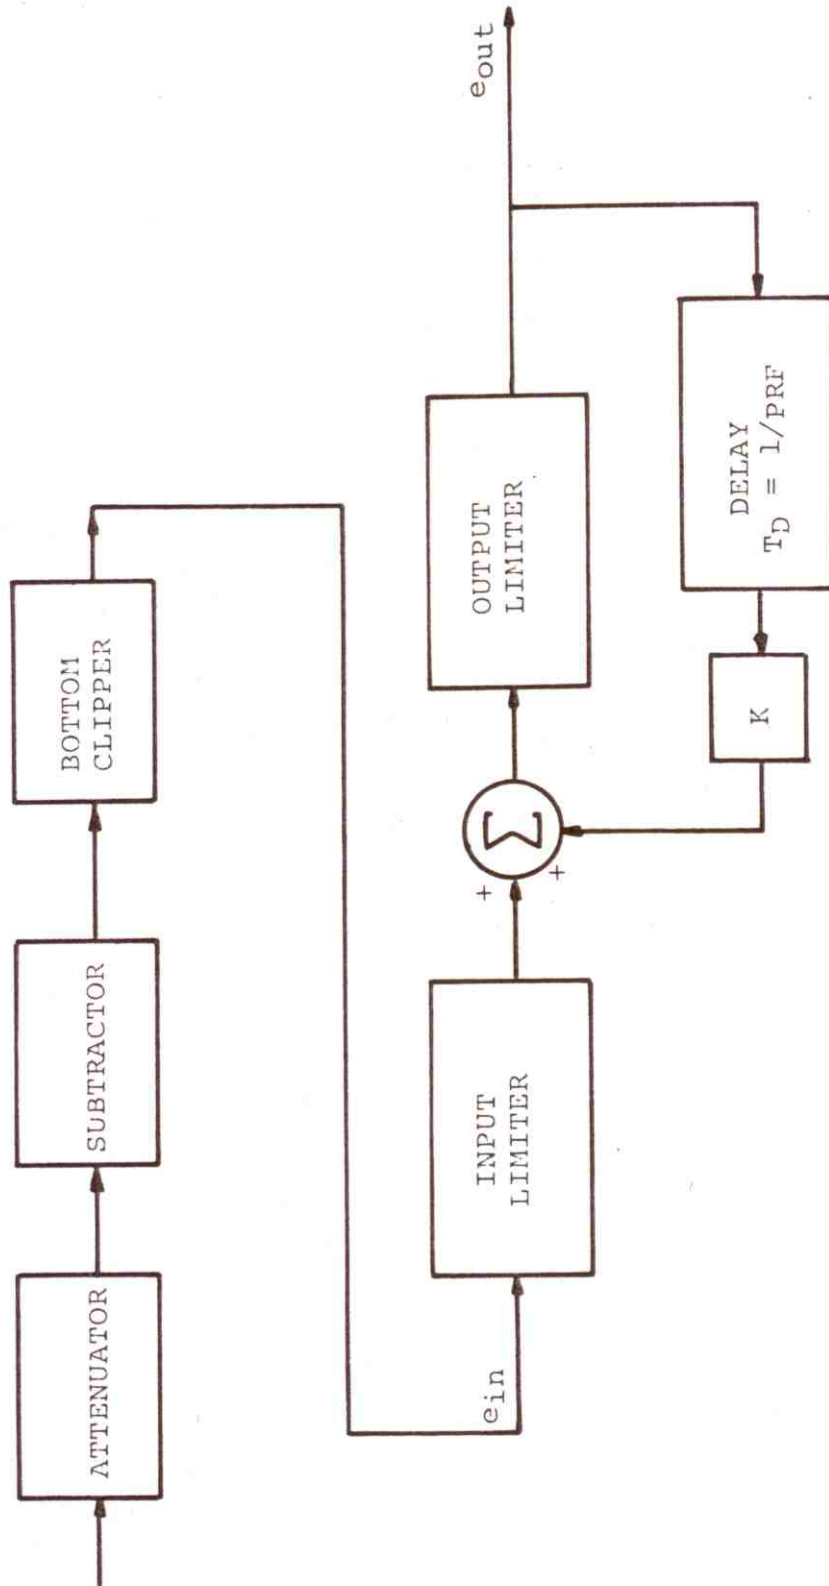 ATTENUATOR
SUBTRACTOR
BOTTOM
CLIPPER
e_in
INPUT
LIMITER
+
Σ
+
OUTPUT
LIMITER
e_out
K
DELAY
T_D = 1/PRF